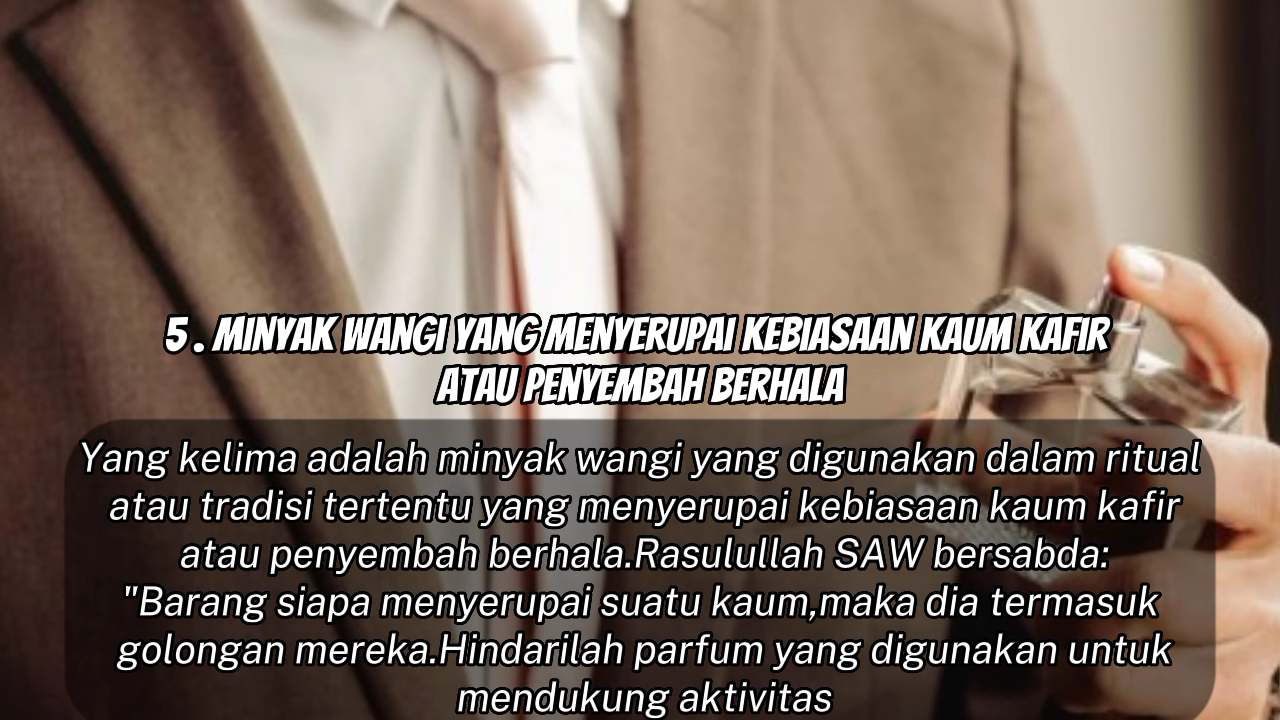 5 . MINYAK WANGI YANG MENYERUPAI KEBIASAAN KAUM KAFIR
ATAU PENYEMBAH BERHALA
Yang kelima adalah minyak wangi yang digunakan dalam ritual
atau tradisi tertentu yang menyerupai kebiasaan kaum kafir
atau penyembah berhala.Rasulullah SAW bersabda:
"Barang siapa menyerupai suatu kaum,maka dia termasuk
golongan mereka.Hindarilah parfum yang digunakan untuk
mendukung aktivitas